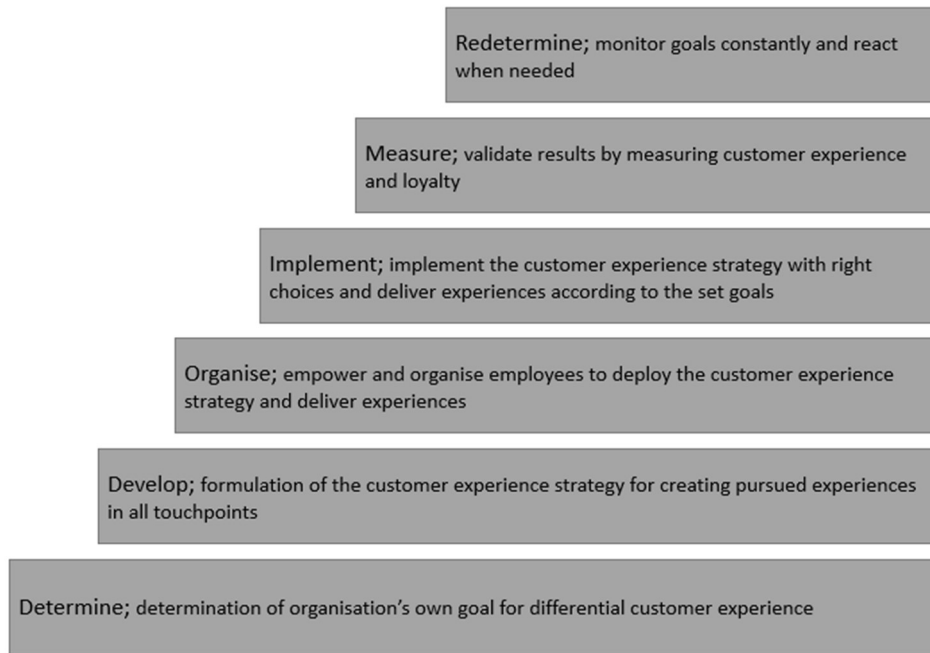 Redetermine; monitor goals constantly and react
when needed
Measure; validate results by measuring customer experience
and loyalty
Implement; implement the customer experience strategy with right
choices and deliver experiences according to the set goals
Organise; empower and organise employees to deploy the customer experience
strategy and deliver experiences
Develop; formulation of the customer experience strategy for creating pursued experiences
in all touchpoints
Determine; determination of organisation’s own goal for differential customer experience